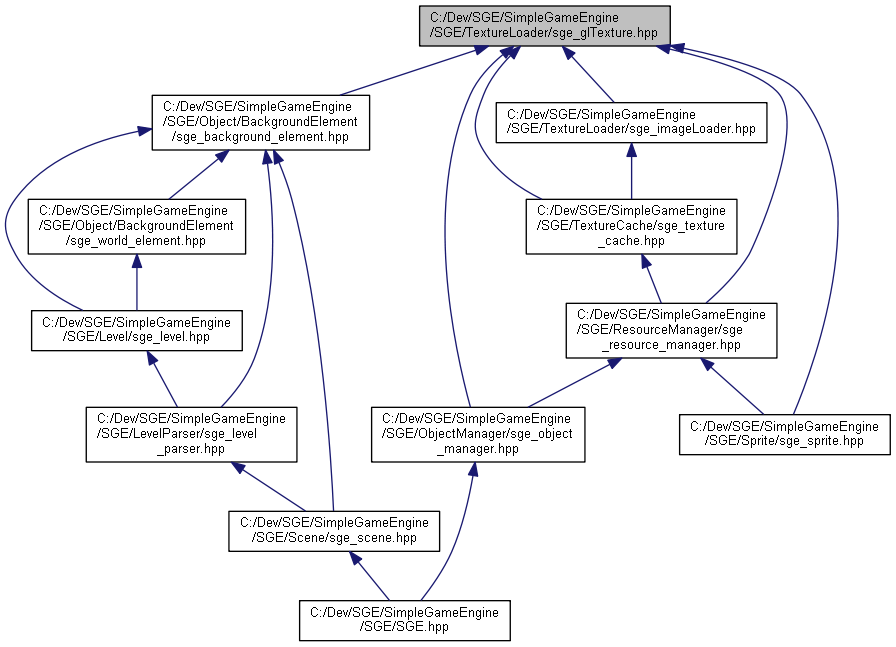 C:/Dev/SGE/SimpleGameEngine
/SGE/TextureLoader/sge_glTexture.hpp
C:/Dev/SGE/SimpleGameEngine
/SGE/Object/BackgroundElement
/sge_background_element.hpp
C:/Dev/SGE/SimpleGameEngine
/SGE/TextureLoader/sge_imageLoader.hpp
C:/Dev/SGE/SimpleGameEngine
/SGE/Object/BackgroundElement
/sge_world_element.hpp
C:/Dev/SGE/SimpleGameEngine
/SGE/TextureCache/sge_texture
_cache.hpp
C:/Dev/SGE/SimpleGameEngine
/SGE/Level/sge_level.hpp
C:/Dev/SGE/SimpleGameEngine
/SGE/ResourceManager/sge
_resource_manager.hpp
C:/Dev/SGE/SimpleGameEngine
/SGE/LevelParser/sge_level
_parser.hpp
C:/Dev/SGE/SimpleGameEngine
/SGE/ObjectManager/sge_object
_manager.hpp
C:/Dev/SGE/SimpleGameEngine
/SGE/Sprite/sge_sprite.hpp
C:/Dev/SGE/SimpleGameEngine
/SGE/Scene/sge_scene.hpp
C:/Dev/SGE/SimpleGameEngine
/SGE/SGE.hpp